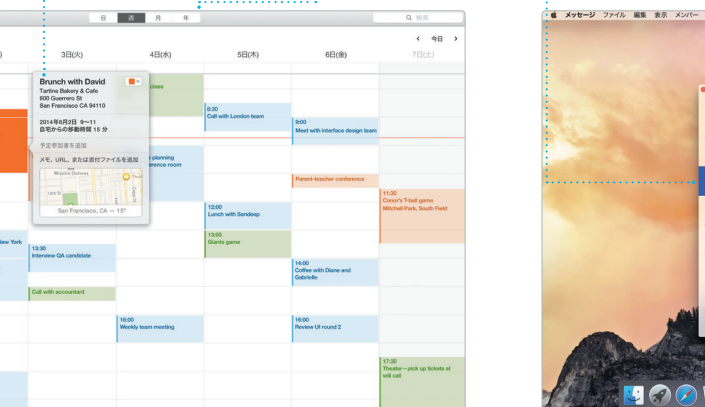 日 週 月 年
検索
今日
3日(火) 4日(水) 5日(木) 6日(金) 7日(土)
Brunch with David
Tartine Bakery & Cafe
600 Guerrero St
San Francisco CA 94110
2014年6月2日 9〜11
自宅からの移動時間 15 分
予定参加者を追加
メモ、URL、または添付ファイルを追加
Mission Dolores
San Francisco, CA — 15°
class
planning
erence room
8:30
Call with London team
9:00
Meet with interface design team
Parent-teacher conference
11:30
Conor's T-ball game
Mitchell Park, South Field
12:00
Lunch with Sandeep
13:00
Giants game
New York
13:30
Interview QA candidate
14:00
Coffee with Diane and
Gabrielle
Call with accountant
16:00
Weekly team meeting
16:00
Review UI round 2
17:30
Theater—pick up tickets at
will call
メッセージ ファイル 編集 表示 メンバー